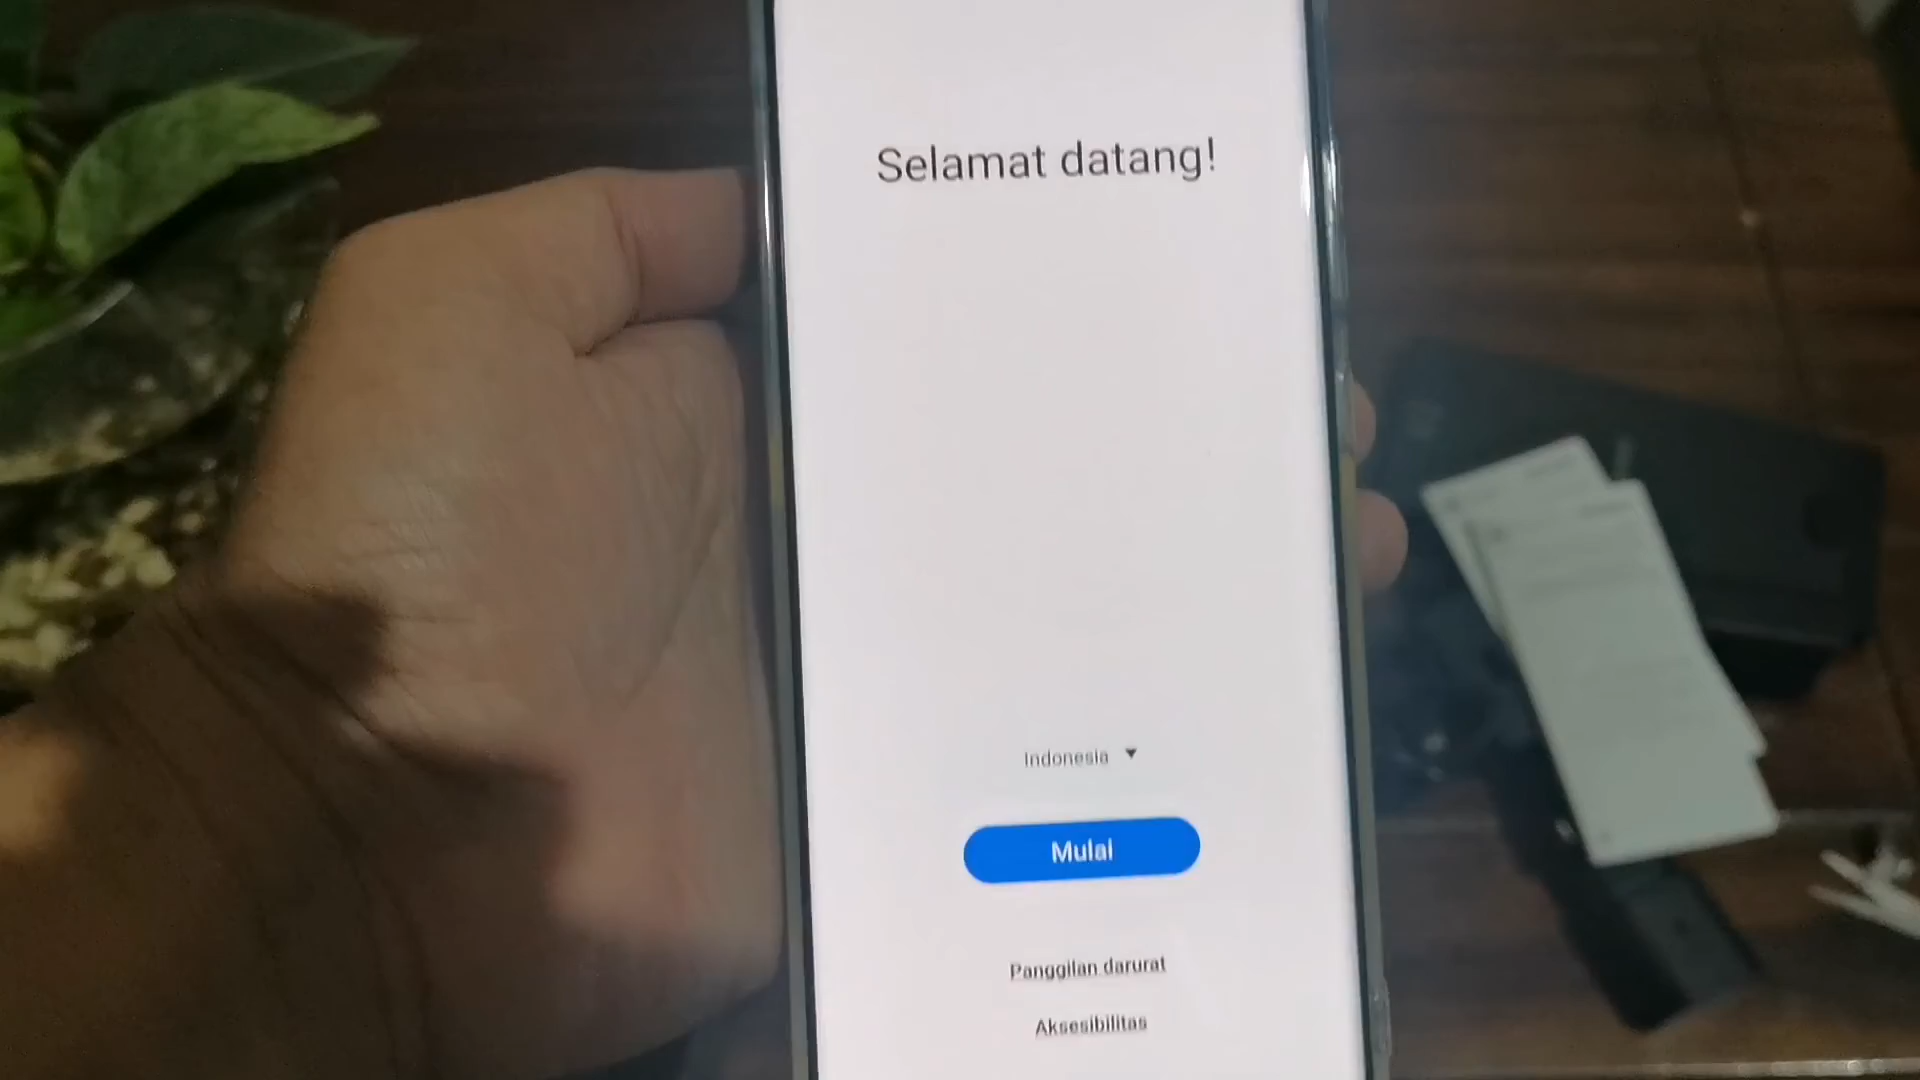 Selamat datang!
Indonesia
Mulai
Panggilan darurat
Aksesibilitas